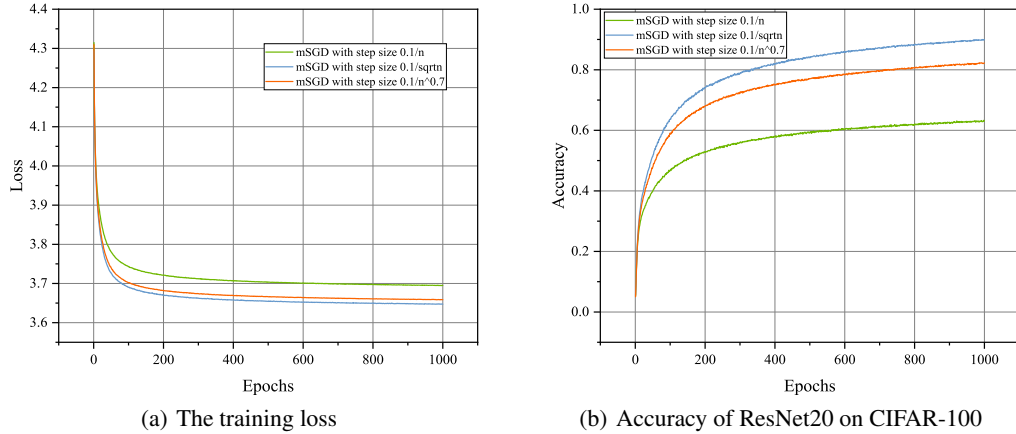 4.4
4.3
4.2
4.1
4.0
3.9
3.8
3.7
3.6
Loss
mSGD with step size 0.1/n
mSGD with step size 0.1/sqrtn
mSGD with step size 0.1/n^0.7
0
200
400
600
800
1000
Epochs
(a) The training loss
1.0
0.8
0.6
0.4
0.2
0.0
Accuracy
mSGD with step size 0.1/n
mSGD with step size 0.1/sqrtn
mSGD with step size 0.1/n^0.7
0
200
400
600
800
1000
Epochs
(b) Accuracy of ResNet20 on CIFAR-100